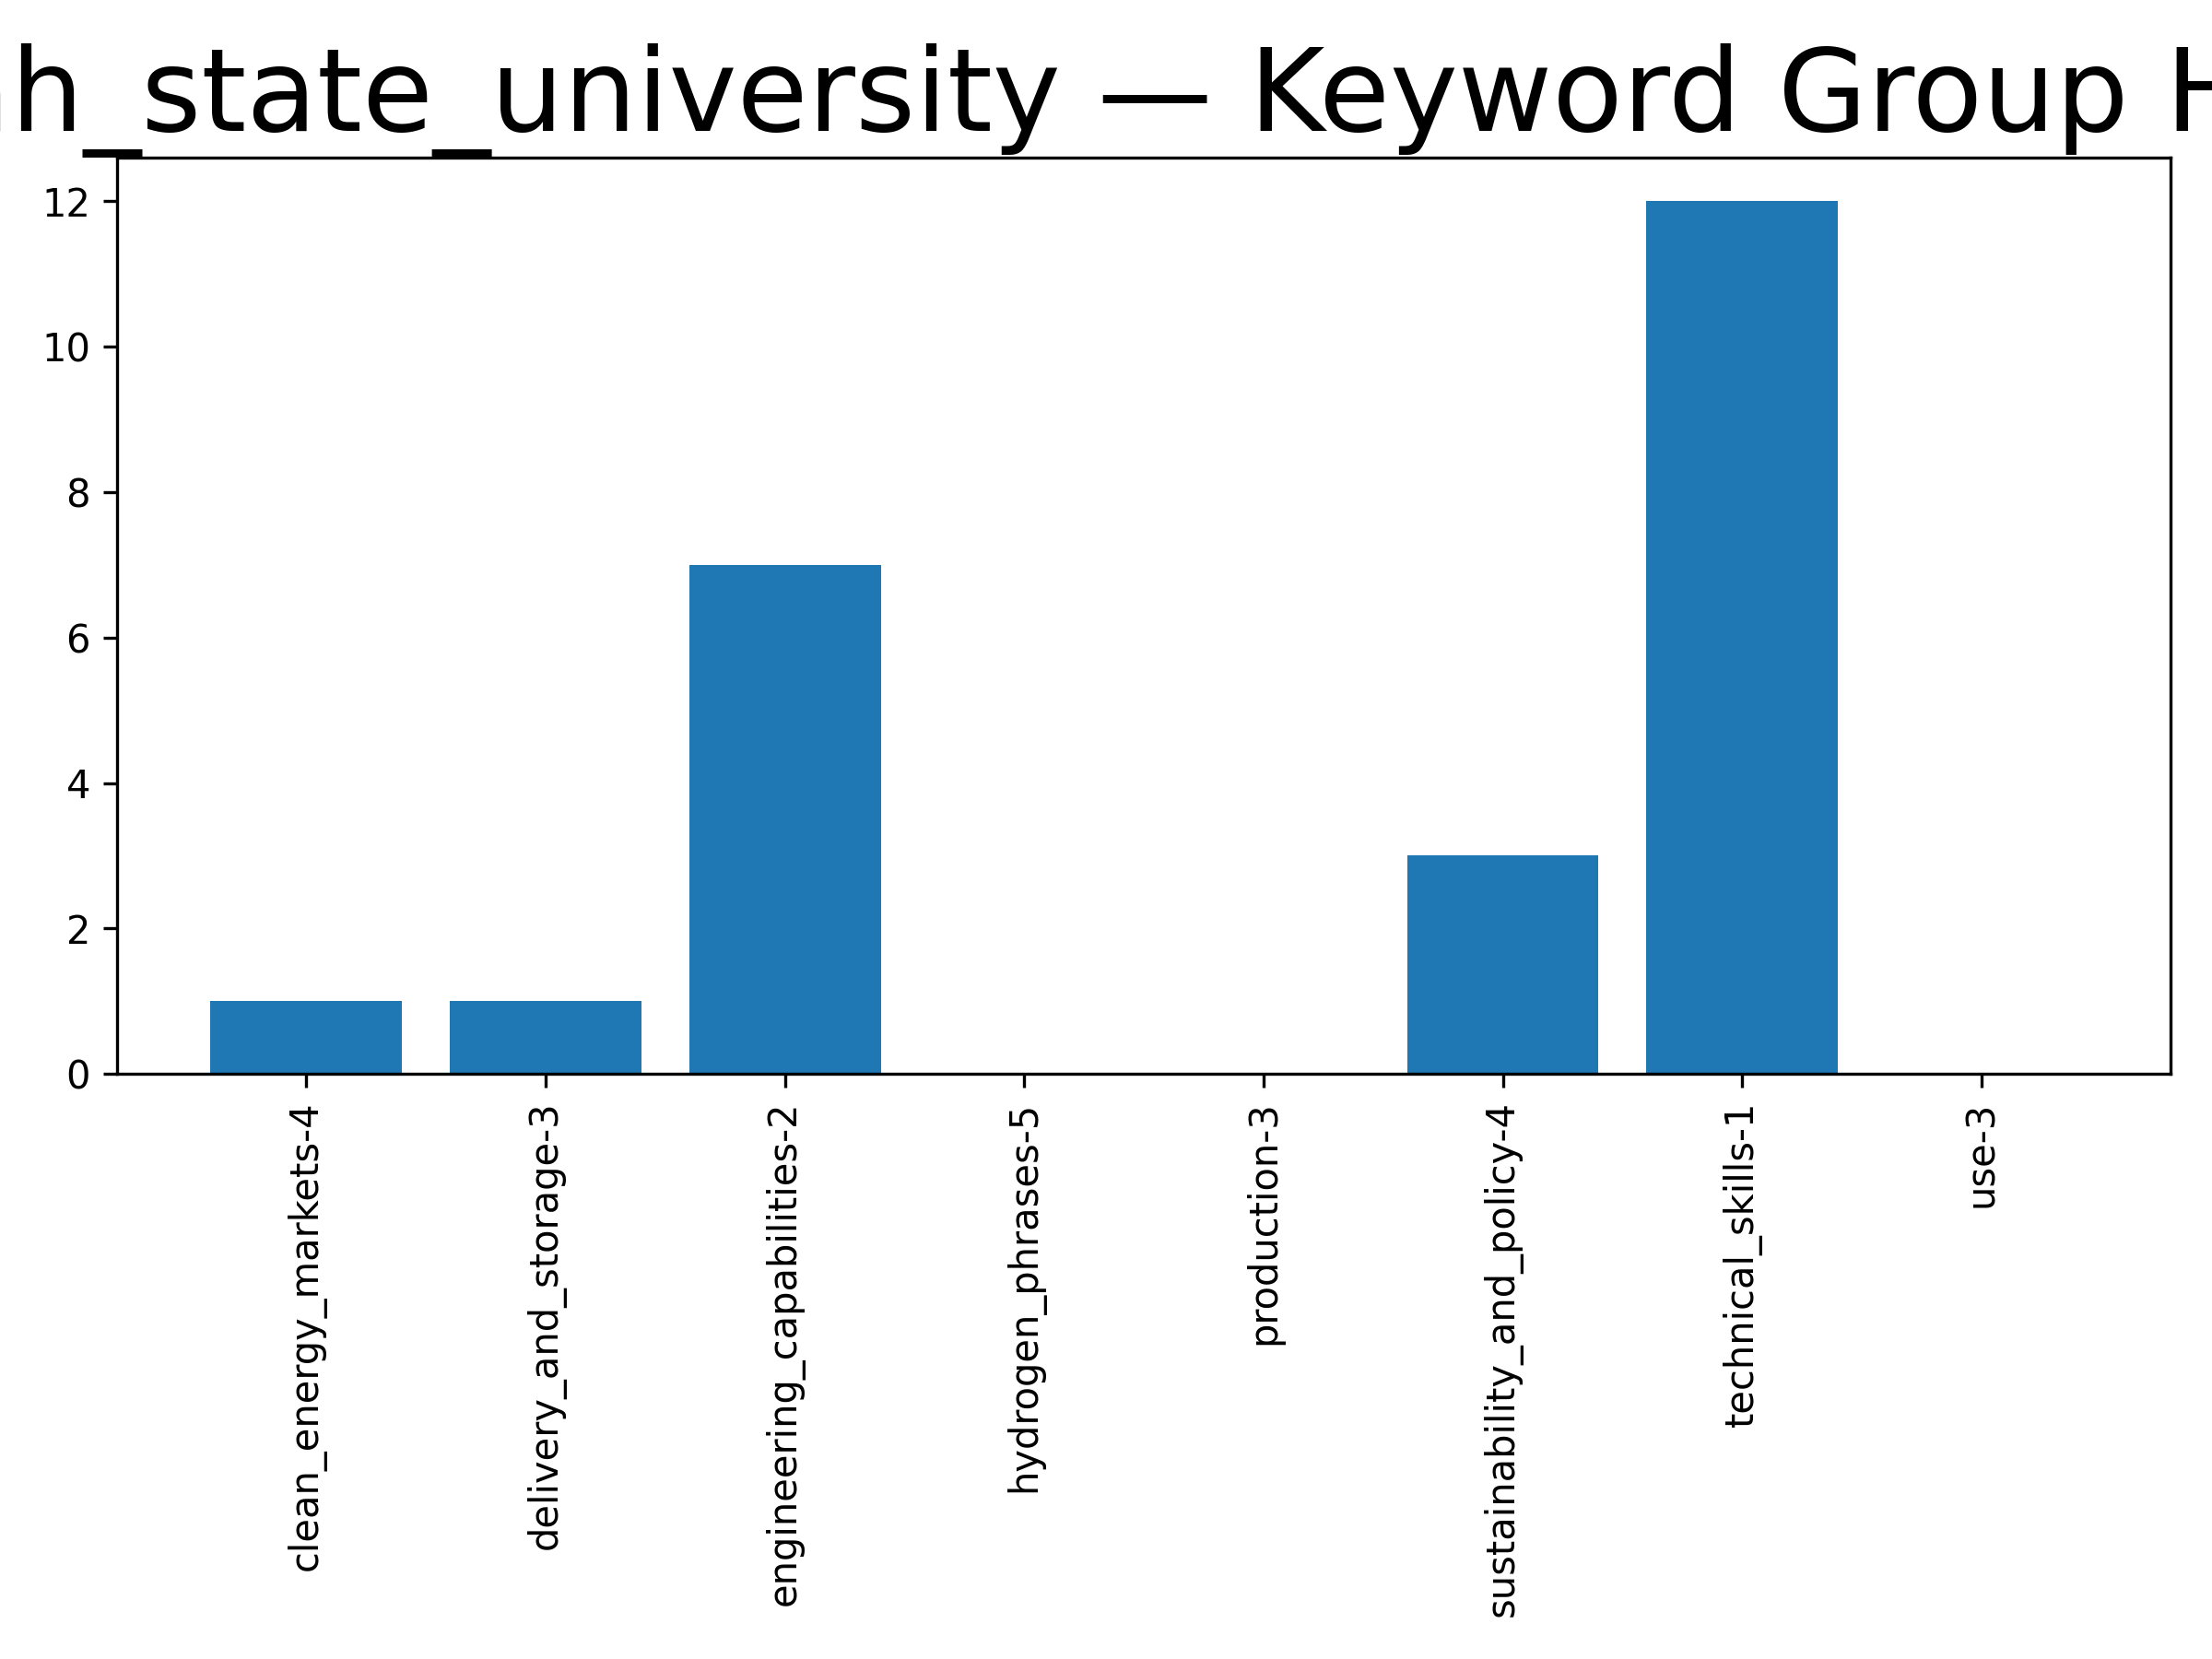 h_state_university — Keyword Group H
12
10
8
6
4
2
0
clean_energy_markets-4
delivery_and_storage-3
engineering_capabilities-2
hydrogen_phrases-5
production-3
sustainability_and_policy-4
technical_skills-1
use-3